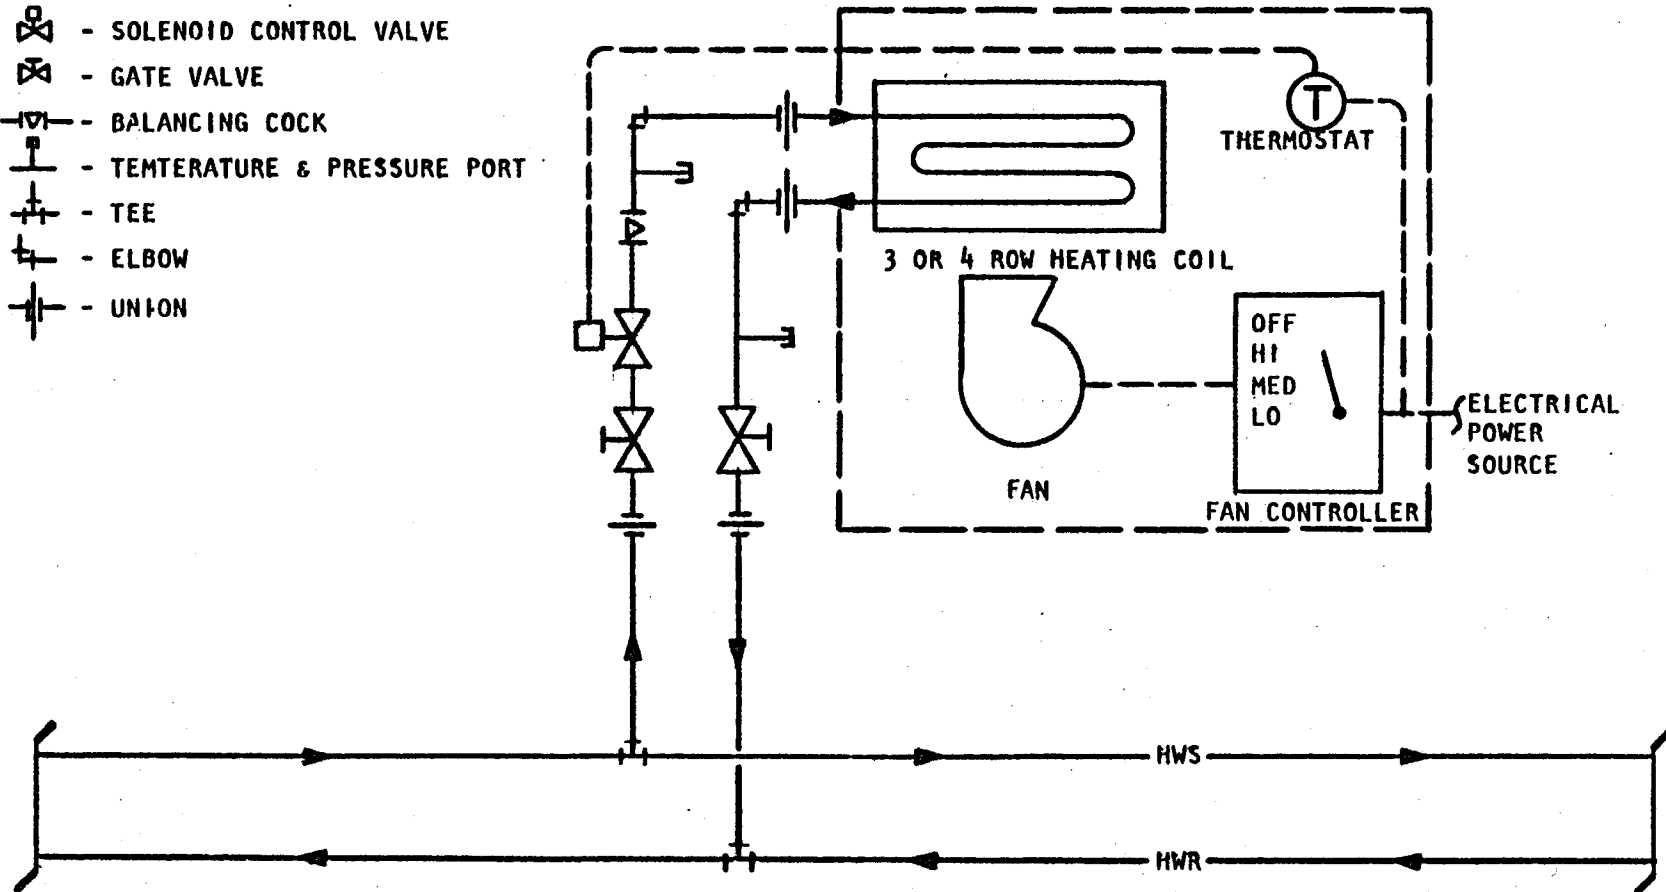 - SOLENOID CONTROL VALVE
- GATE VALVE
- BALANCING COCK
- TEMTERATURE & PRESSURE PORT
- TEE
- ELBOW
- UNION
T
THERMOSTAT
3 OR 4 ROW HEATING COIL
OFF
HI
MED
LO
ELECTRICAL
POWER
SOURCE
FAN
FAN CONTROLLER
HWS
HWR